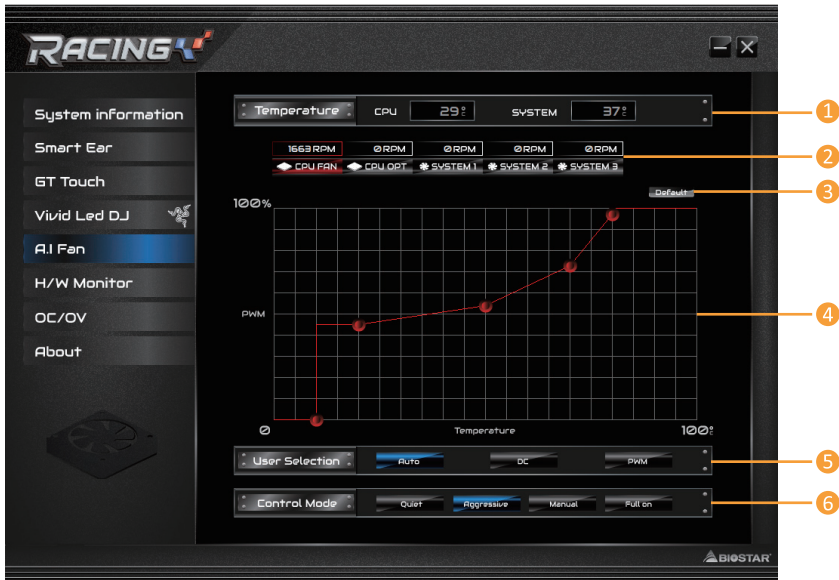 RACING
System information
Smart Ear
GT Touch
Vivid Led DJ
A.I Fan
H/W Monitor
OC/OV
About
Temperature CPU 29°C SYSTEM 37°C 1
1663 RPM 0 RPM 0 RPM 0 RPM 0 RPM
CPU FAN CPU OPT SYSTEM 1 SYSTEM 2 SYSTEM 3 2
Default 3
100%
PWM 4
0 Temperature 100°C
User Selection Auto DC PWM 5
Control Mode Quiet Aggressive Manual Full on 6
BIOSTAR